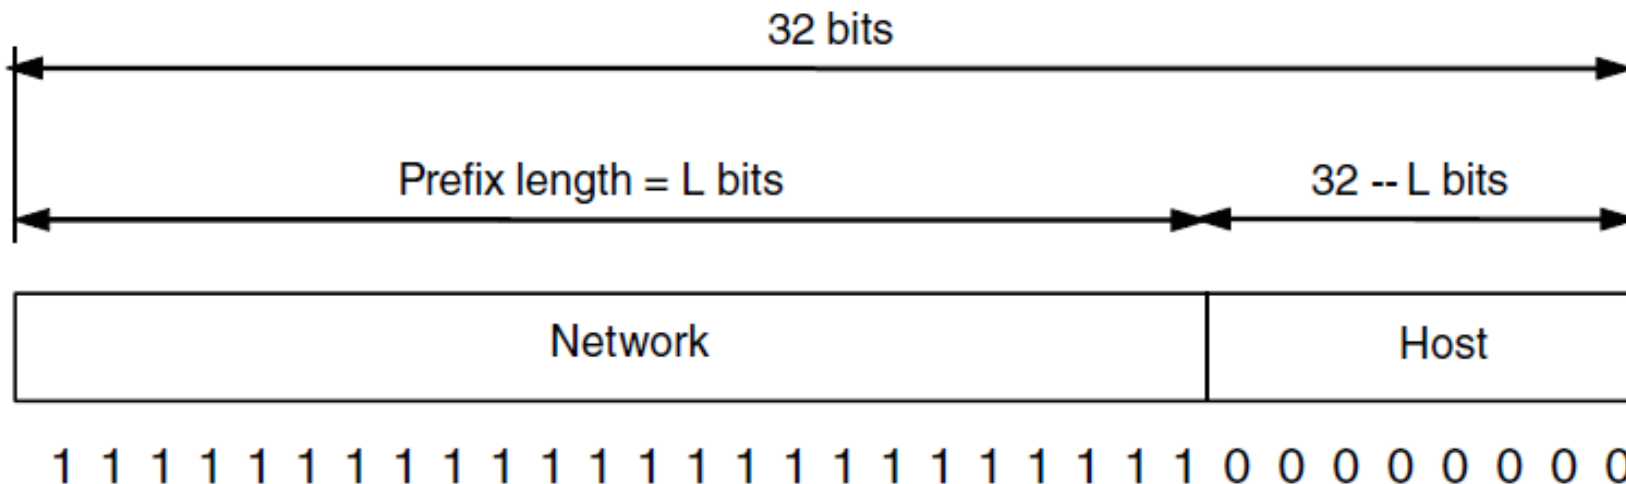 32 bits
Prefix length = L bits 32 -- L bits
Network Host
1 1 1 1 1 1 1 1 1 1 1 1 1 1 1 1 1 1 1 1 1 1 1 1 0 0 0 0 0 0 0 0